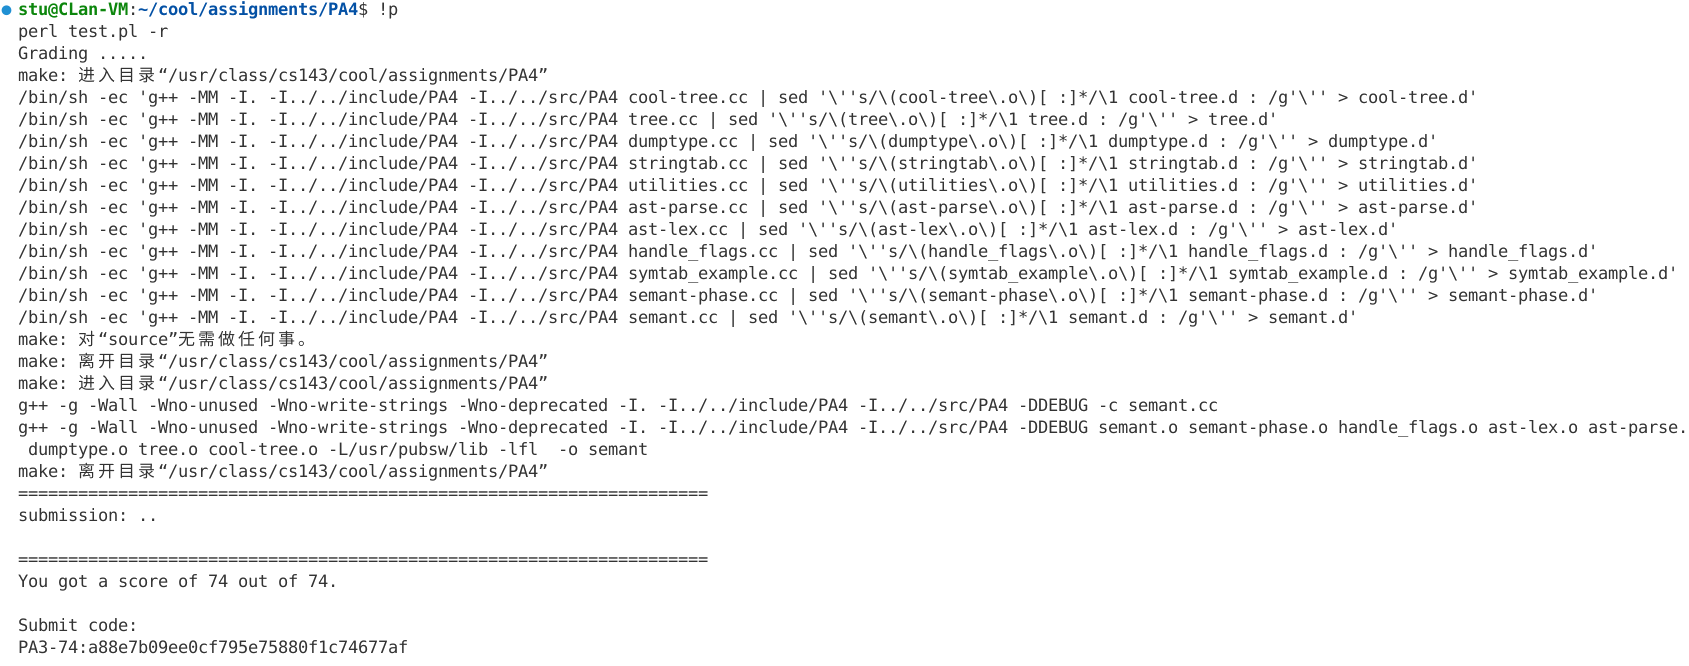 stu@CLan-VM:~/cool/assignments/PA4$ !p
perl test.pl -r
Grading .....
make: 进入目录“/usr/class/cs143/cool/assignments/PA4”
/bin/sh -ec 'g++ -MM -I. -I../../include/PA4 -I../../src/PA4 cool-tree.cc | sed '\''s/\(cool-tree\.o\)[ :]*/\1 cool-tree.d : /g'\'' > cool-tree.d'
/bin/sh -ec 'g++ -MM -I. -I../../include/PA4 -I../../src/PA4 tree.cc | sed '\''s/\(tree\.o\)[ :]*/\1 tree.d : /g'\'' > tree.d'
/bin/sh -ec 'g++ -MM -I. -I../../include/PA4 -I../../src/PA4 dumptype.cc | sed '\''s/\(dumptype\.o\)[ :]*/\1 dumptype.d : /g'\'' > dumptype.d'
/bin/sh -ec 'g++ -MM -I. -I../../include/PA4 -I../../src/PA4 stringtab.cc | sed '\''s/\(stringtab\.o\)[ :]*/\1 stringtab.d : /g'\'' > stringtab.d'
/bin/sh -ec 'g++ -MM -I. -I../../include/PA4 -I../../src/PA4 utilities.cc | sed '\''s/\(utilities\.o\)[ :]*/\1 utilities.d : /g'\'' > utilities.d'
/bin/sh -ec 'g++ -MM -I. -I../../include/PA4 -I../../src/PA4 ast-parse.cc | sed '\''s/\(ast-parse\.o\)[ :]*/\1 ast-parse.d : /g'\'' > ast-parse.d'
/bin/sh -ec 'g++ -MM -I. -I../../include/PA4 -I../../src/PA4 ast-lex.cc | sed '\''s/\(ast-lex\.o\)[ :]*/\1 ast-lex.d : /g'\'' > ast-lex.d'
/bin/sh -ec 'g++ -MM -I. -I../../include/PA4 -I../../src/PA4 handle_flags.cc | sed '\''s/\(handle_flags\.o\)[ :]*/\1 handle_flags.d : /g'\'' > handle_flags.d'
/bin/sh -ec 'g++ -MM -I. -I../../include/PA4 -I../../src/PA4 symtab_example.cc | sed '\''s/\(symtab_example\.o\)[ :]*/\1 symtab_example.d : /g'\'' > symtab_example.d'
/bin/sh -ec 'g++ -MM -I. -I../../include/PA4 -I../../src/PA4 semant-phase.cc | sed '\''s/\(semant-phase\.o\)[ :]*/\1 semant-phase.d : /g'\'' > semant-phase.d'
/bin/sh -ec 'g++ -MM -I. -I../../include/PA4 -I../../src/PA4 semant.cc | sed '\''s/\(semant\.o\)[ :]*/\1 semant.d : /g'\'' > semant.d'
make: 对“source”无需做任何事。
make: 离开目录“/usr/class/cs143/cool/assignments/PA4”
make: 进入目录“/usr/class/cs143/cool/assignments/PA4”
g++ -g -Wall -Wno-unused -Wno-write-strings -Wno-deprecated -I. -I../../include/PA4 -I../../src/PA4 -DDEBUG -c semant.cc
g++ -g -Wall -Wno-unused -Wno-write-strings -Wno-deprecated -I. -I../../include/PA4 -I../../src/PA4 -DDEBUG semant.o semant-phase.o handle_flags.o ast-lex.o ast-parse.
dumptype.o tree.o cool-tree.o -L/usr/pubsw/lib -lfl  -o semant
make: 离开目录“/usr/class/cs143/cool/assignments/PA4”
=====================================================================
submission: ..
=====================================================================
You got a score of 74 out of 74.
Submit code:
PA3-74:a88e7b09ee0cf795e75880f1c74677af